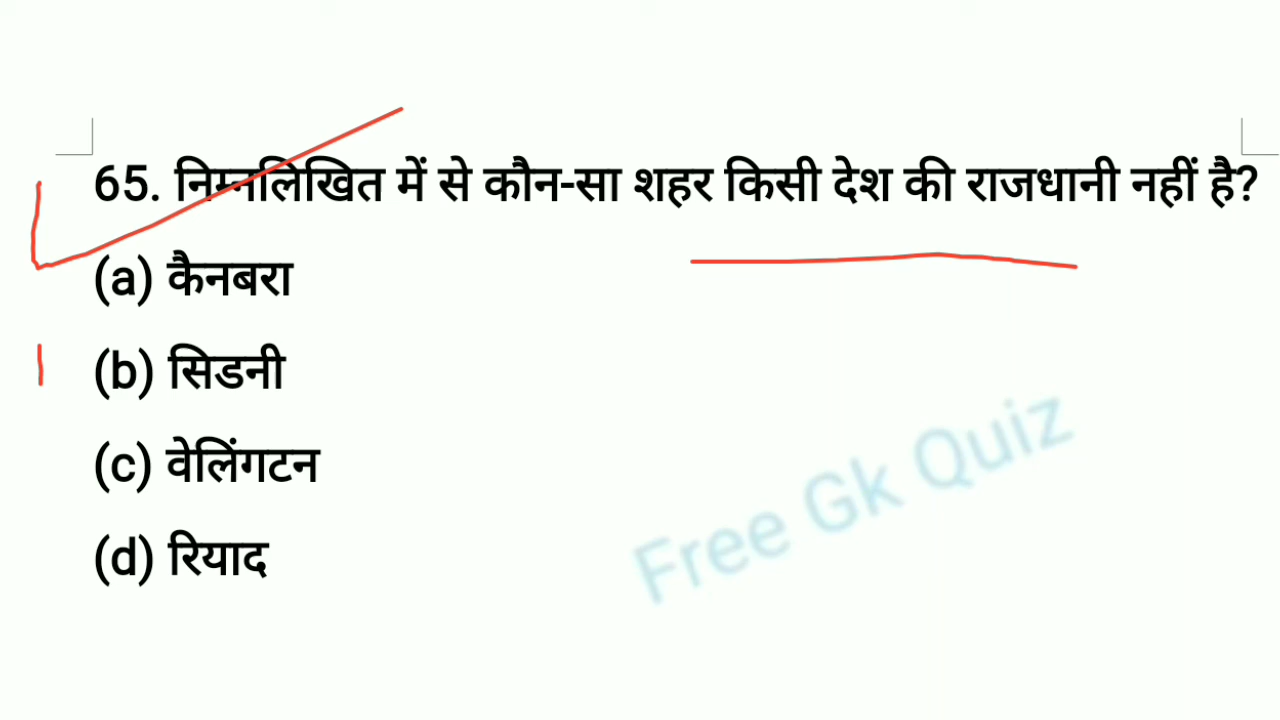 65. निम्नलिखित में से कौन-सा शहर किसी देश की राजधानी नहीं है?
(a) कैनबरा
(b) सिडनी
(c) वेलिंगटन
(d) रियाद
Free Gk Quiz